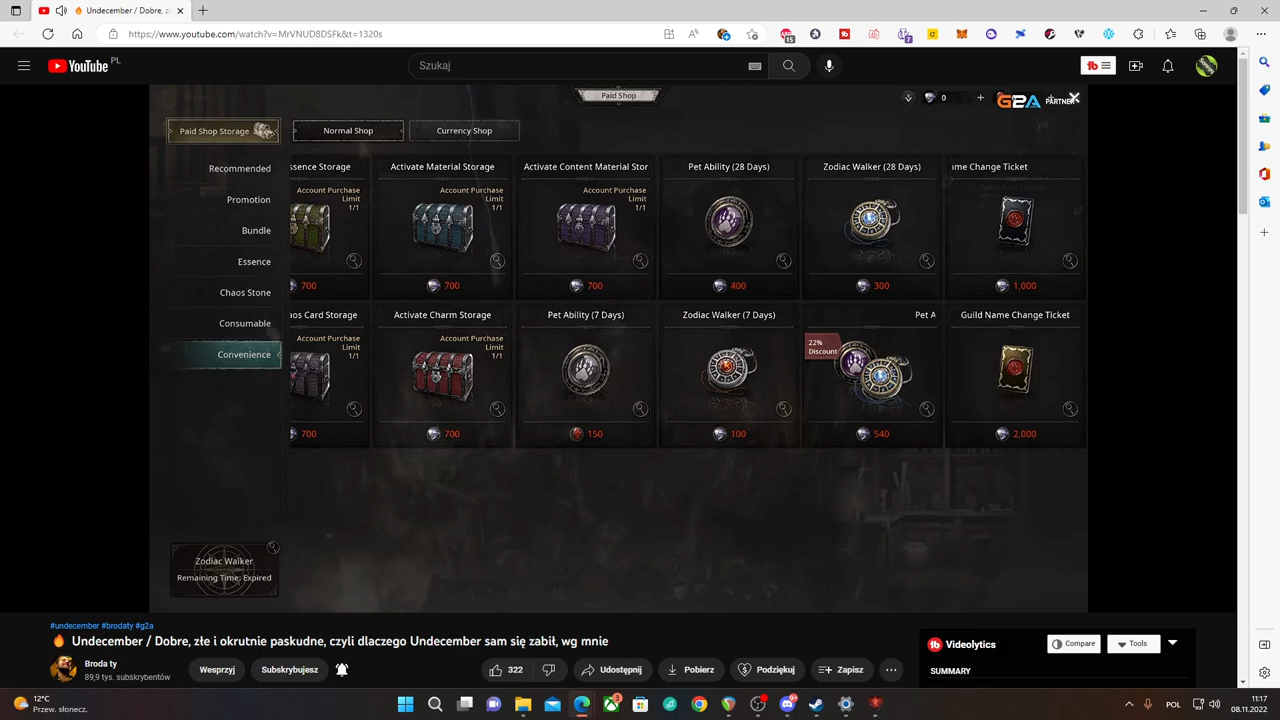 Undecember / Dobre, zł
https://www.youtube.com/watch?v=MrVNUD8DSFk&t=1320s
15
7
YouTube PL
Szukaj
Paid Shop
0
G2A
PARTNER
Paid Shop Storage
Normal Shop
Currency Shop
Recommended
Promotion
Bundle
Essence
Chaos Stone
Consumable
Convenience
ssence Storage
Account Purchase
Limit
1/1
700
Activate Material Storage
Account Purchase
Limit
1/1
700
Activate Content Material Stor
Account Purchase
Limit
1/1
700
Pet Ability (28 Days)
400
Zodiac Walker (28 Days)
300
me Change Ticket
1,000
aos Card Storage
Account Purchase
Limit
1/1
700
Activate Charm Storage
Account Purchase
Limit
1/1
700
Pet Ability (7 Days)
150
Zodiac Walker (7 Days)
100
Pet A
22%
Discount
540
Guild Name Change Ticket
2,000
Zodiac Walker
Remaining Time: Expired
#undecember #brodaty #g2a
Undecember / Dobre, złe i okrutnie paskudne, czyli dlaczego Undecember sam się zabił, wg mnie
Broda ty
89,9 tys. subskrybentów
Wesprzyj
Subskrybujesz
322
Udostępnij
Pobierz
Podziękuj
Zapisz
Videolytics
Compare
Tools
SUMMARY
12°C
Przew. słonecz.
3
9+
POL
11:17
08.11.2022